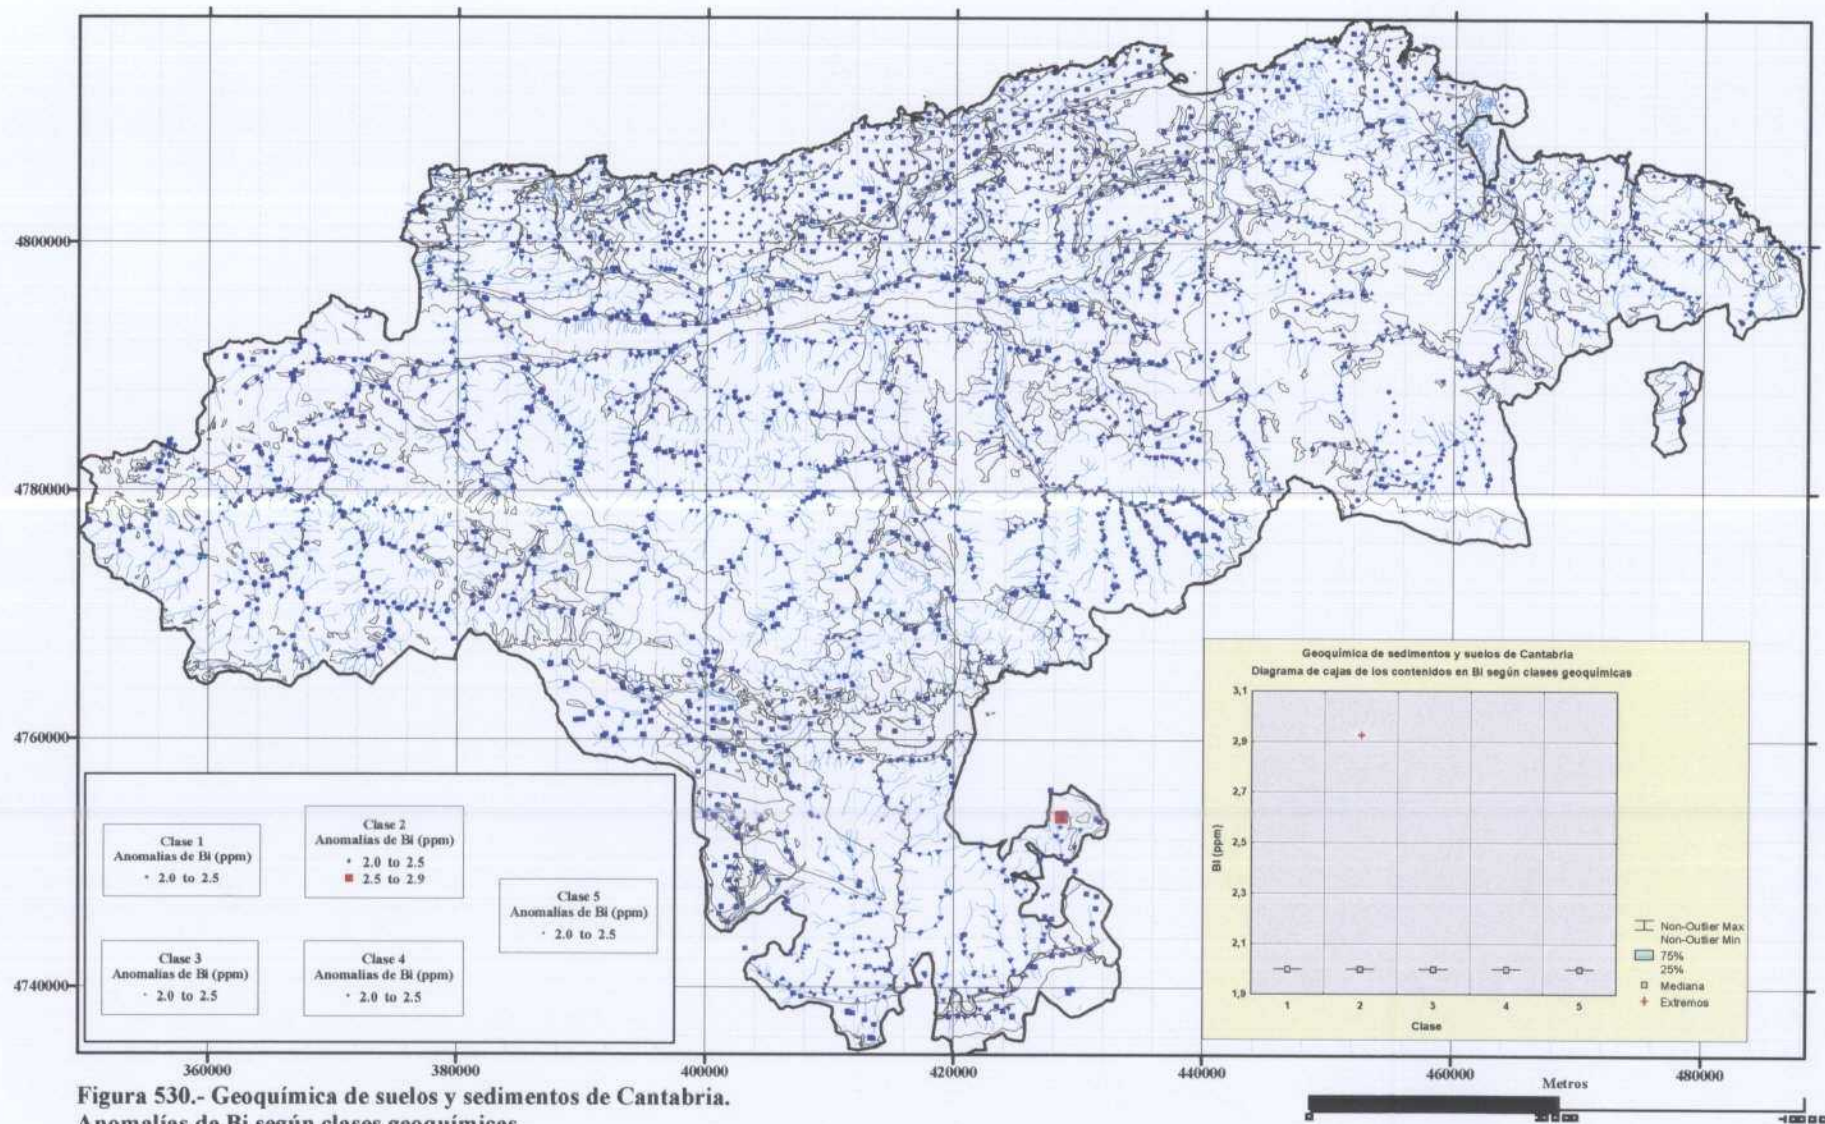 4800000
4780000
4760000
4740000
360000
380000
400000
420000
440000
460000
480000
Metros
Clase 1
Anomalías de Bi (ppm)
2.0 to 2.5
Clase 2
Anomalías de Bi (ppm)
2.0 to 2.5
2.5 to 2.9
Clase 3
Anomalías de Bi (ppm)
2.0 to 2.5
Clase 4
Anomalías de Bi (ppm)
2.0 to 2.5
Clase 5
Anomalías de Bi (ppm)
2.0 to 2.5
Geoquímica de sedimentos y suelos de Cantabria
Diagrama de cajas de los contenidos en Bi según clases geoquímicas
3,1
2,9
2,7
2,5
2,3
2,1
1,9
Bi (ppm)
1 2 3 4 5
Clase
Non-Outlier Max
Non-Outlier Min
75%
25%
Mediana
Extremos
Figura 530.- Geoquímica de suelos y sedimentos de Cantabria.
Anomalías de Bi según clases geoquímicas